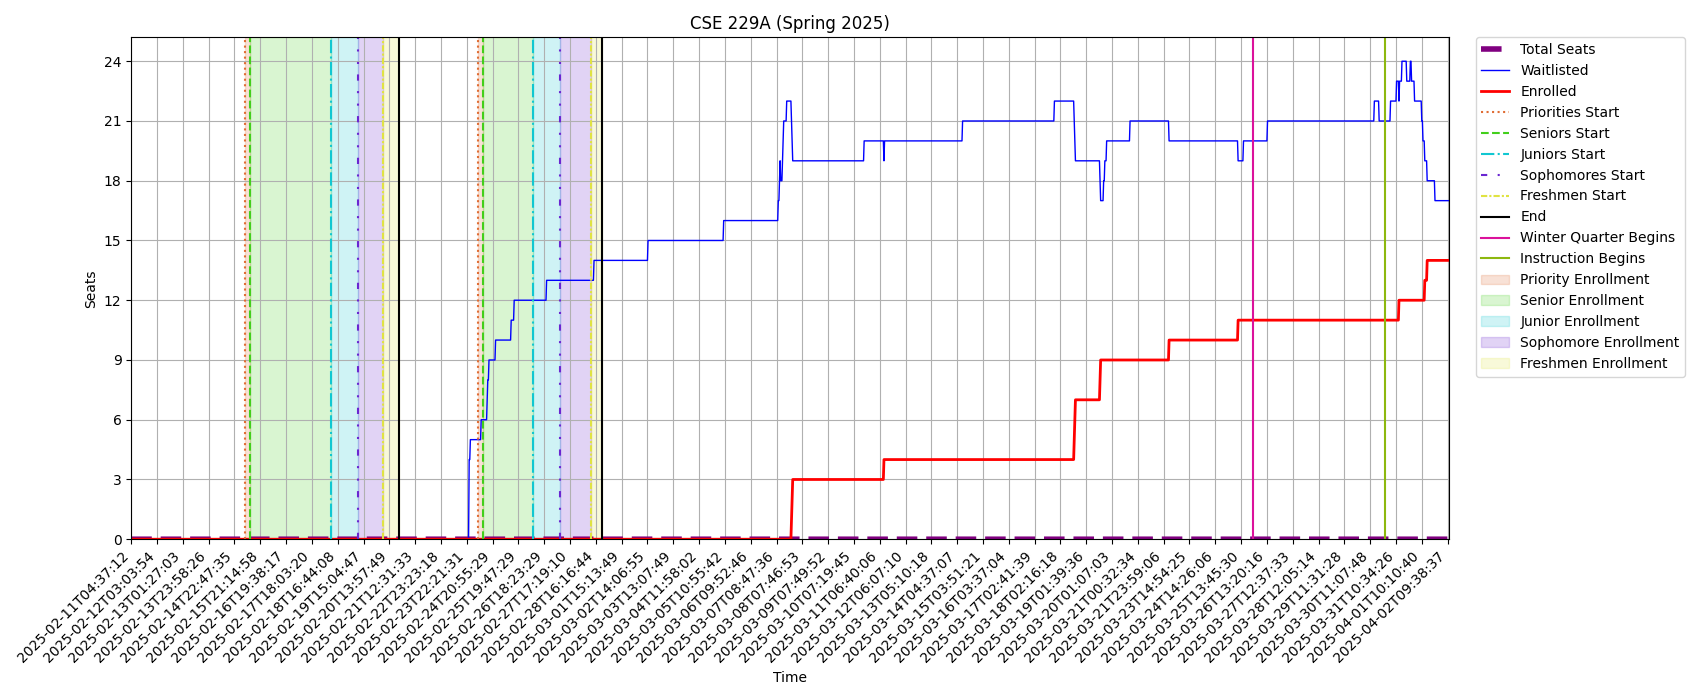 CSE 229A (Spring 2025)
Seats
24
21
18
15
12
9
6
3
0
2025-02-11T04:37:12
2025-02-12T03:03:54
2025-02-13T01:27:03
2025-02-13T23:58:26
2025-02-14T22:47:35
2025-02-15T21:14:58
2025-02-16T19:38:17
2025-02-17T18:03:20
2025-02-18T16:44:08
2025-02-19T15:04:47
2025-02-20T13:57:49
2025-02-21T12:31:33
2025-02-22T23:23:18
2025-02-23T22:21:31
2025-02-24T20:55:29
2025-02-25T19:47:29
2025-02-26T18:23:29
2025-02-27T17:19:10
2025-02-28T16:16:44
2025-03-01T15:13:49
2025-03-02T14:06:55
2025-03-03T13:07:49
2025-03-04T11:58:02
2025-03-05T10:55:42
2025-03-06T09:52:46
2025-03-07T08:47:36
2025-03-08T07:46:53
2025-03-09T07:49:52
2025-03-10T07:19:45
2025-03-11T06:40:06
2025-03-12T06:07:10
2025-03-13T05:10:18
2025-03-14T04:37:07
2025-03-15T03:51:21
2025-03-16T03:37:04
2025-03-17T02:41:39
2025-03-18T02:16:18
2025-03-19T01:39:36
2025-03-20T01:07:03
2025-03-21T00:32:34
2025-03-21T23:59:06
2025-03-23T14:54:25
2025-03-24T14:26:06
2025-03-25T13:45:30
2025-03-26T13:20:16
2025-03-27T12:37:33
2025-03-28T12:05:14
2025-03-29T11:31:28
2025-03-30T11:07:48
2025-03-31T10:34:26
2025-04-01T10:10:40
2025-04-02T09:38:37
Time
Total Seats
Waitlisted
Enrolled
Priorities Start
Seniors Start
Juniors Start
Sophomores Start
Freshmen Start
End
Winter Quarter Begins
Instruction Begins
Priority Enrollment
Senior Enrollment
Junior Enrollment
Sophomore Enrollment
Freshmen Enrollment